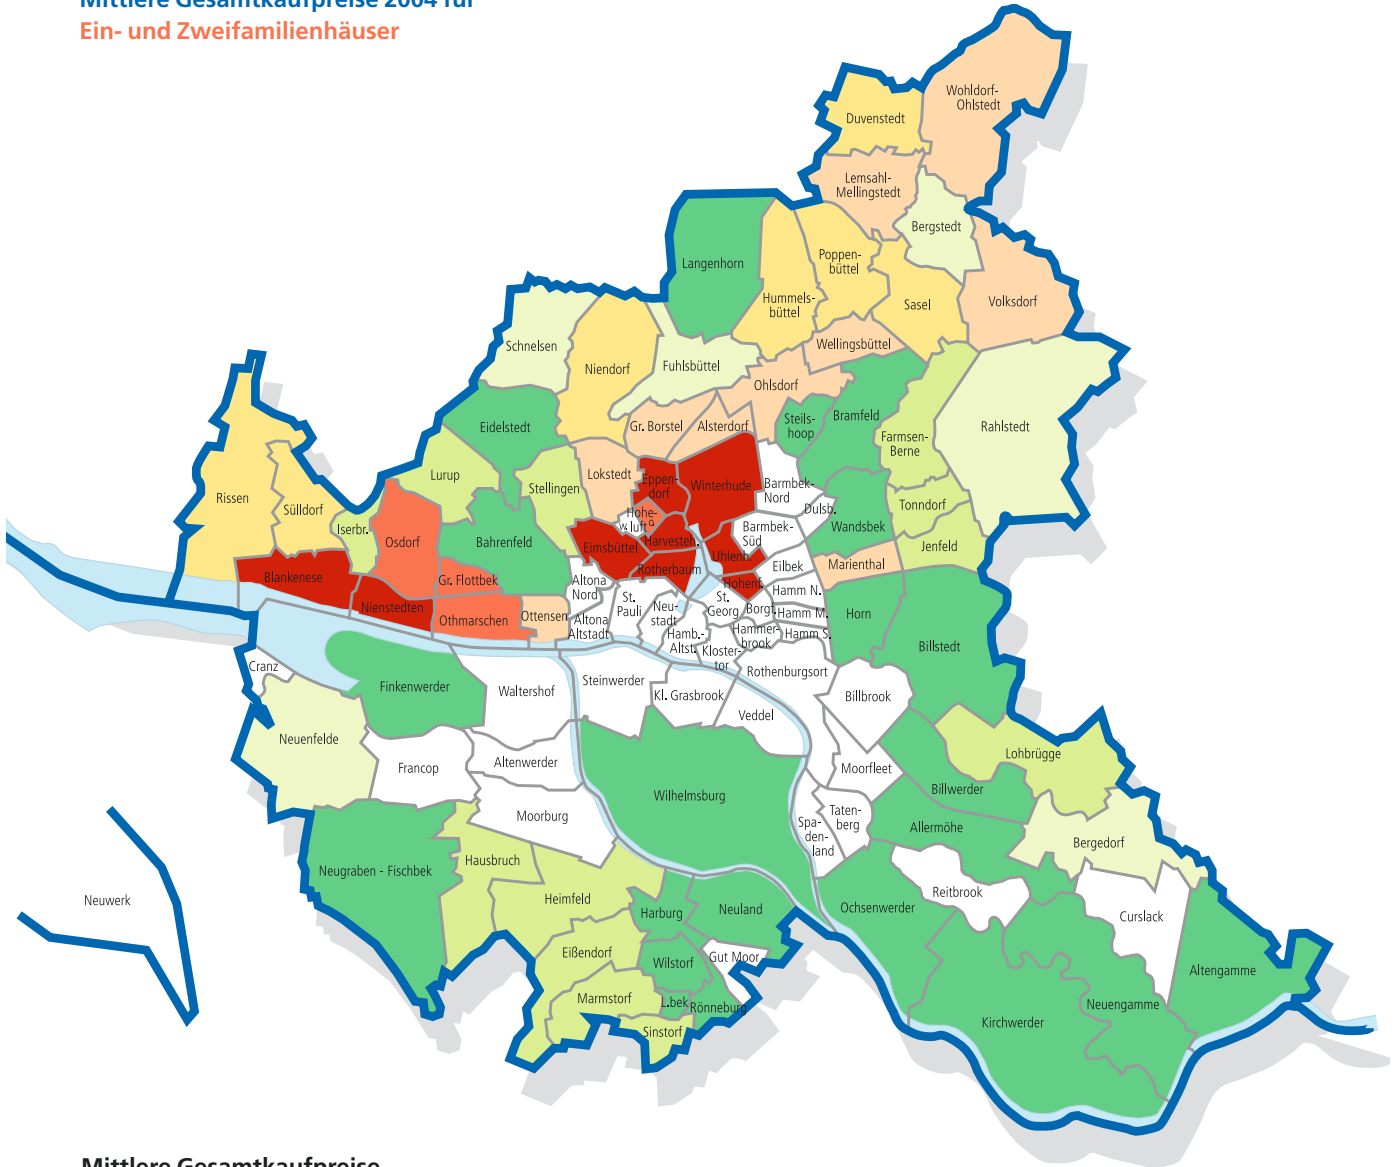 Mittlere Gesamtkaufpreise 2004 für
Ein- und Zweifamilienhäuser
Wohldorf-
Ohlstedt
Duvenstedt
Lemsahl-
Mellingstedt
Bergstedt
Langenhorn
Poppen-
büttel
Hummels-
büttel
Sasel
Volksdorf
Schnelsen
Niendorf
Fuhlsbüttel
Wellingsbüttel
Ohlsdorf
Eidelstedt
Gr. Borstel
Alsterdorf
Steils-
hoop
Bramfeld
Farmsen-
Berne
Rahlstedt
Rissen
Sülldorf
Lurup
Stellingen
Lokstedt
Eppen-
dorf
Winterhude
Barmbek-
Nord
Dulsb.
Wandsbek
Tonndorf
Jenfeld
Iserbr.
Osdorf
Bahrenfeld
Hohe-
w.luft
Harvesteh.
Eimsbüttel
Rotherbaum
Barmbek-
Süd
Uhlenh.
Eilbek
Marienthal
Blankenese
Gr. Flottbek
Altona
Nord
Hohenf.
Hamm N.
Nienstedten
Othmarschen
Ottensen
Altona
Altstadt
St.
Pauli
Neu-
stadt
Hamb.-
Altst.
St.
Georg
Borgf.
Hamm M.
Hammer-
brook
Hamm S.
Horn
Billstedt
Kloster-
tor
Rothenburgsort
Cranz
Finkenwerder
Waltershof
Steinwerder
Kl. Grasbrook
Veddel
Billbrook
Neuenfelde
Francop
Altenwerder
Moorfleet
Lohbrügge
Wilhelmsburg
Billwerder
Moorburg
Spa-
den-
land
Taten-
berg
Allermöhe
Bergedorf
Neugraben - Fischbek
Hausbruch
Heimfeld
Harburg
Neuland
Ochsenwerder
Reitbrook
Curslack
Neuwerk
Eißendorf
Wilstorf
Gut Moor
Altengamme
Marmstorf
L.bek
Rönneburg
Neuengamme
Sinstorf
Kirchwerder
Mittlere Gesamtkaufpreise